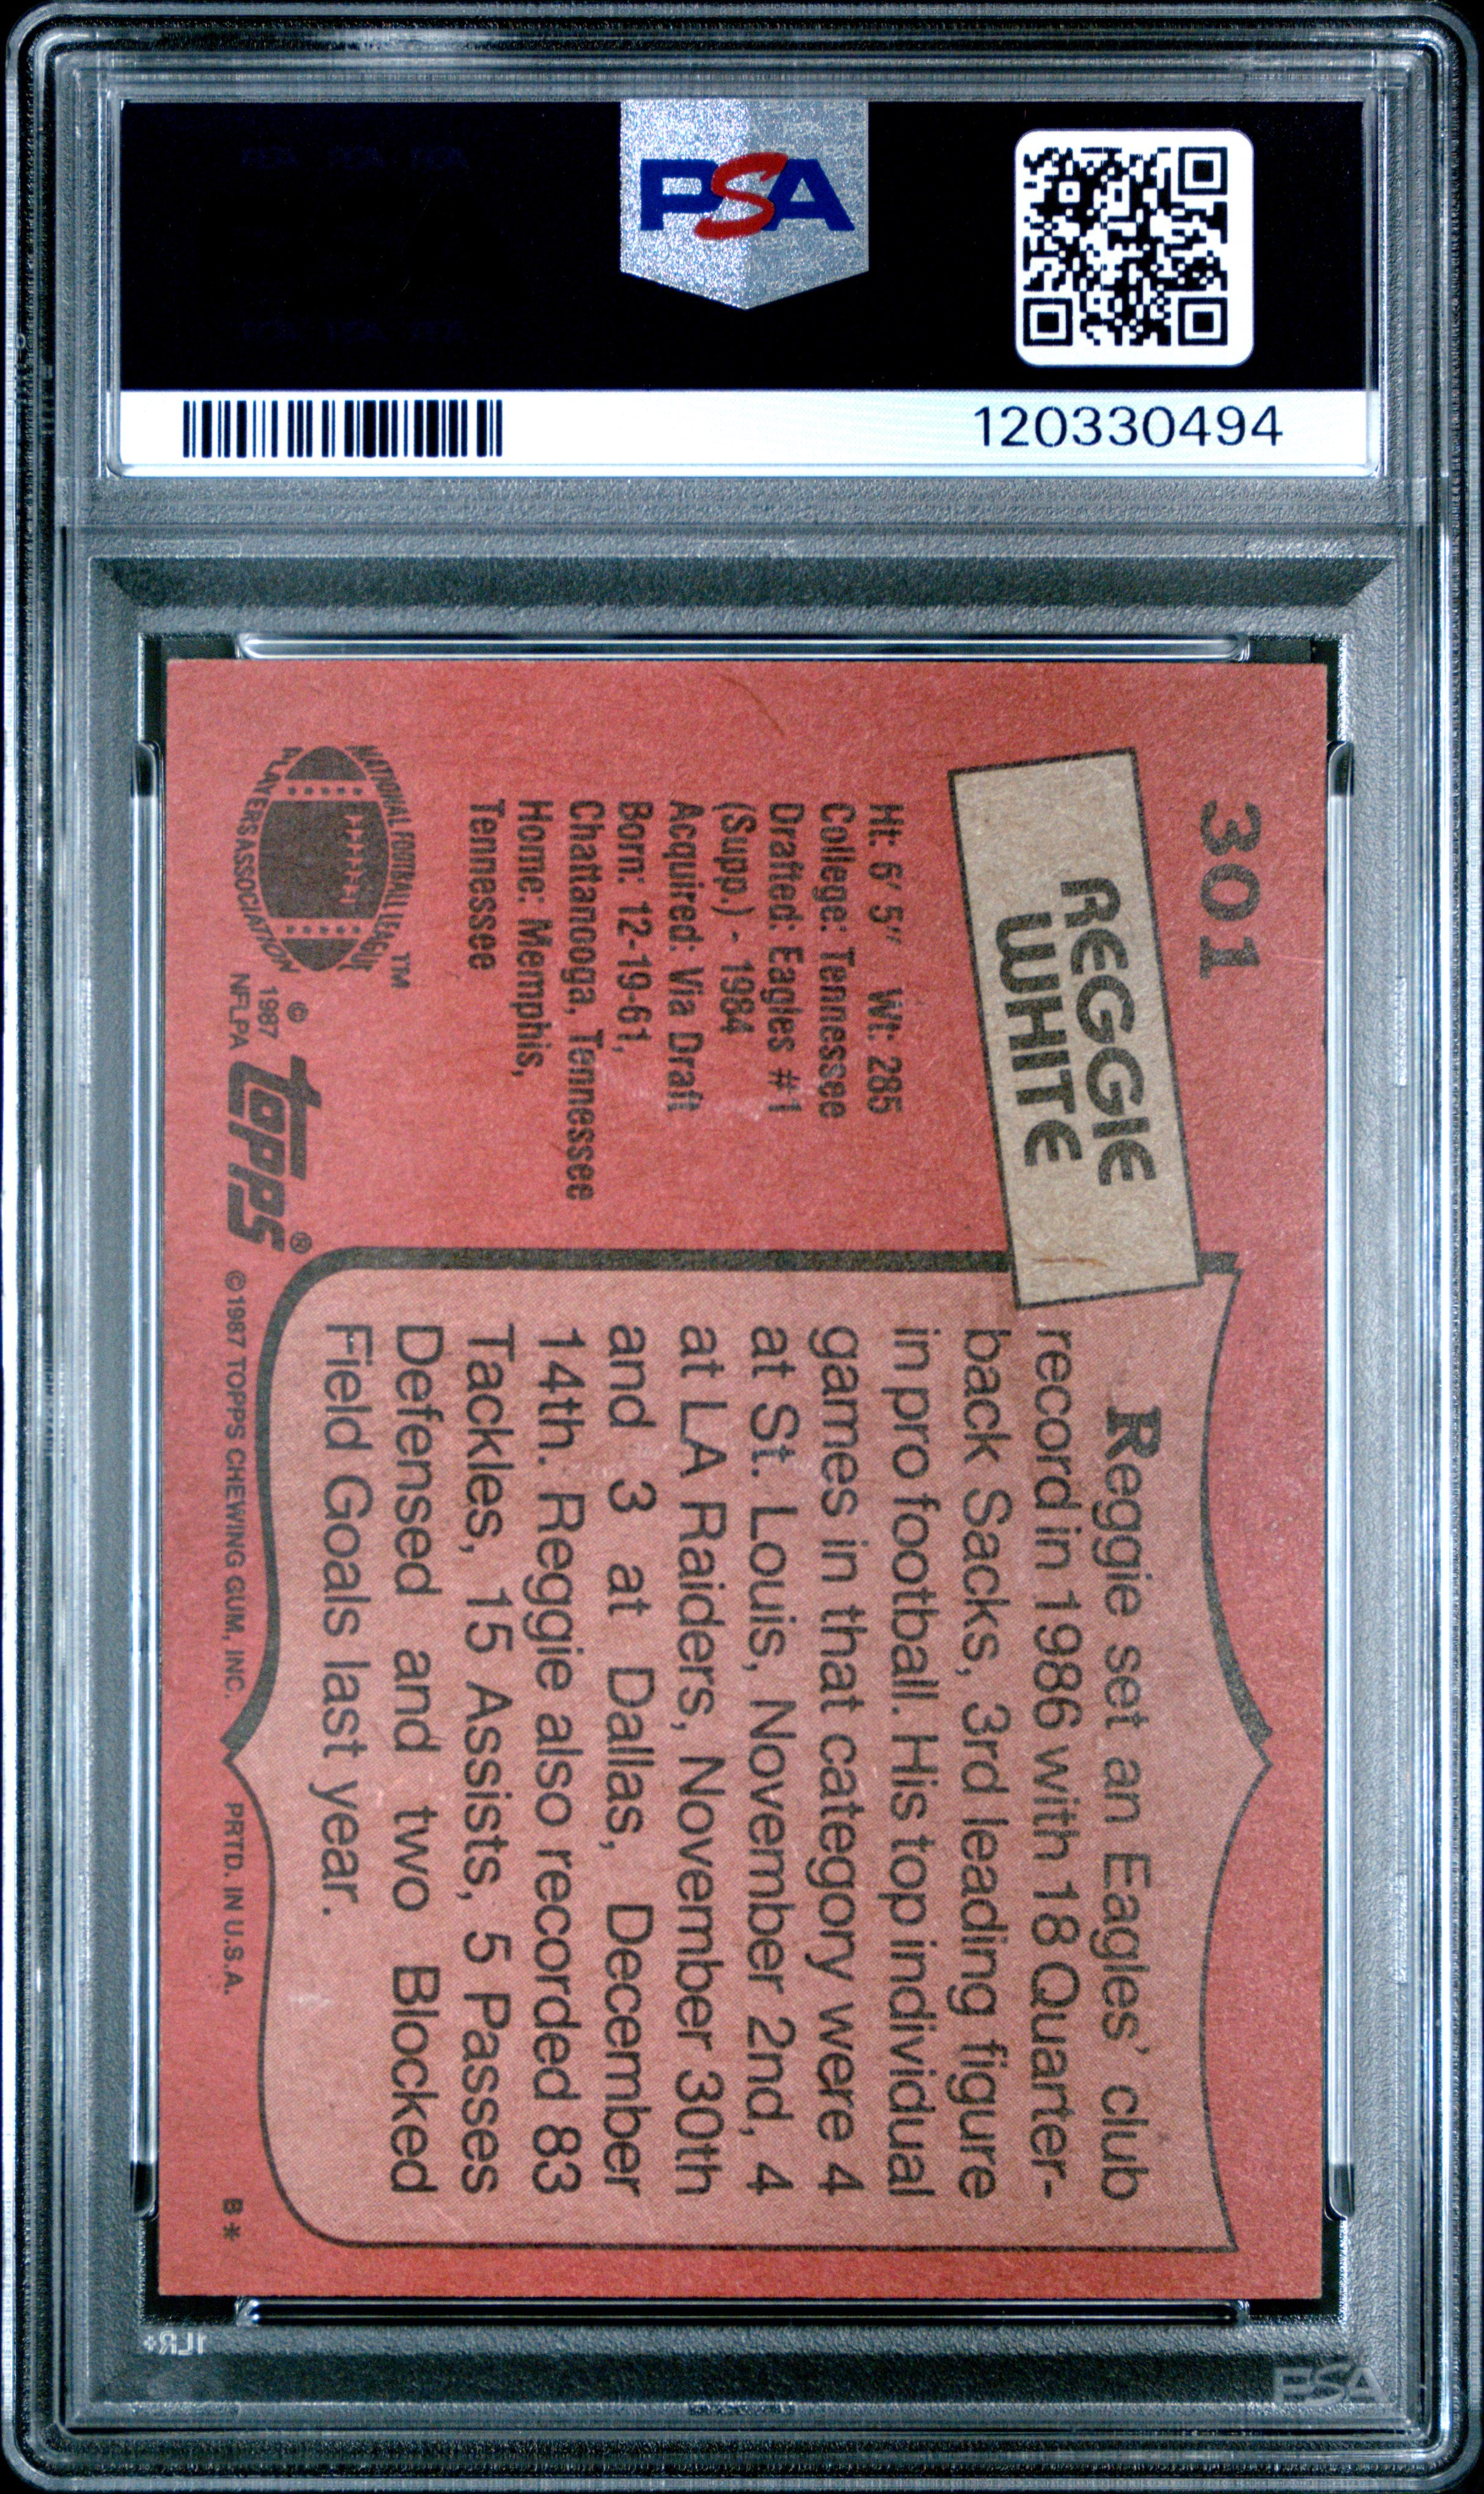 PSA
120330494
301
REGGIE
WHITE
Ht: 6' 5" Wt: 285
College: Tennessee
Drafted: Eagles #1
(Supp.) - 1984
Acquired: Via Draft
Born: 12-19-61,
Chattanooga, Tennessee
Home: Memphis,
Tennessee
NATIONAL FOOTBALL LEAGUE
PLAYERS ASSOCIATION
TM
©
1987
NFLPA
topps®
Reggie set an Eagles' club
record in 1986 with 18 Quarter-
back Sacks, 3rd leading figure
in pro football. His top individual
games in that category were 4
at St. Louis, November 2nd, 4
at LA Raiders, November 30th
and 3 at Dallas, December
14th. Reggie also recorded 83
Tackles, 15 Assists, 5 Passes
Defensed and two Blocked
Field Goals last year.
©1987 TOPPS CHEWING GUM, INC. PRTD. IN U.S.A. B*
1LR+
PSA